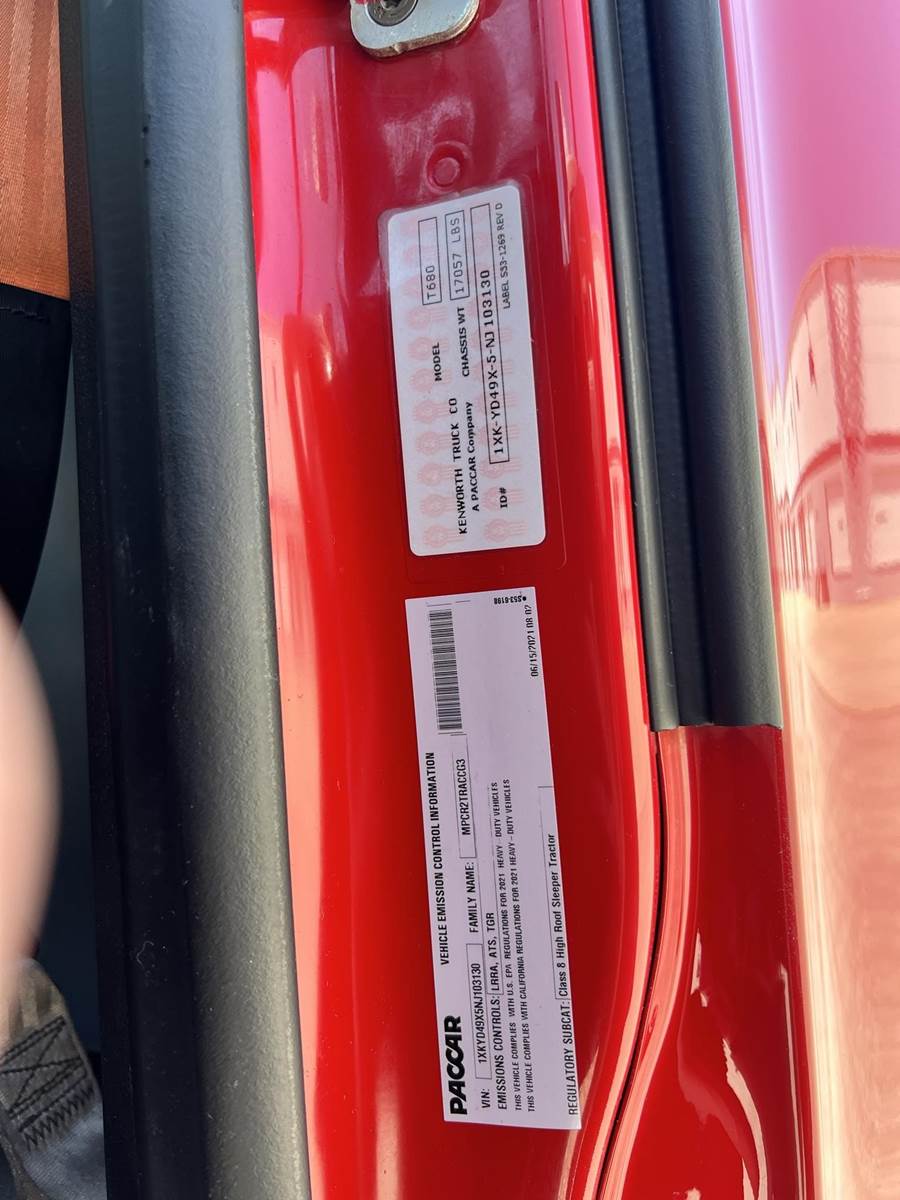 KENWORTH TRUCK CO
A PACCAR Company
MODEL T680
CHASSIS WT 17057 LBS
ID# 1XK-YD49X-5-NJ103130
LABEL S53-1269 REV D
PACCAR
VEHICLE EMISSION CONTROL INFORMATION
VIN: 1XKYD49X5NJ103130 FAMILY NAME: MPCR2TRACCG3
EMISSIONS CONTROLS: LRRA, ATS, TGR
THIS VEHICLE COMPLIES WITH U.S. EPA REGULATIONS FOR 2021 HEAVY - DUTY VEHICLES
THIS VEHICLE COMPLIES WITH CALIFORNIA REGULATIONS FOR 2021 HEAVY - DUTY VEHICLES
REGULATORY SUBCAT: Class 8 High Roof Sleeper Tractor
06/15/2021 08 02
S53-6198